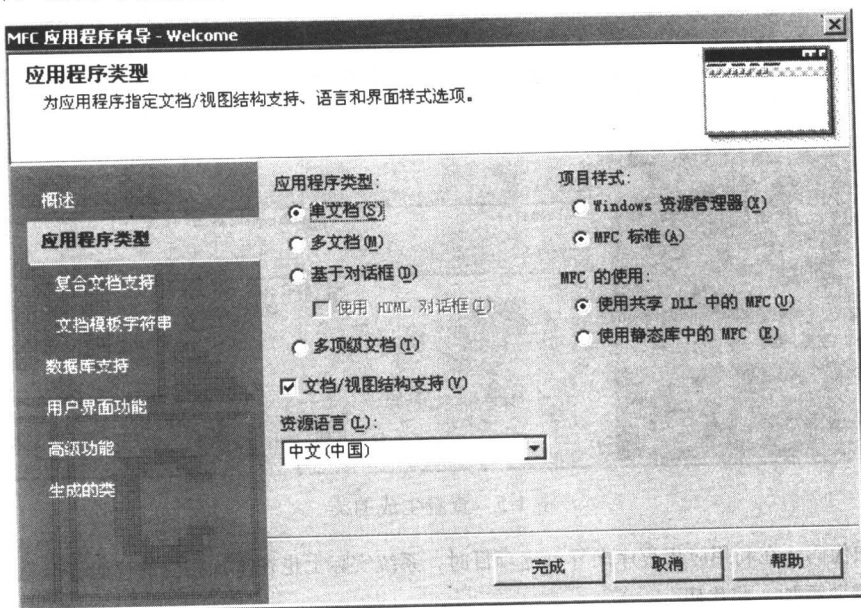 MFC 应用程序向导 - Welcome
应用程序类型
为应用程序指定文档/视图结构支持、语言和界面样式选项。
概述
应用程序类型
复合文档支持
文档模板字符串
数据库支持
用户界面功能
高级功能
生成的类
应用程序类型:
单文档(S)
多文档(M)
基于对话框(D)
使用 HTML 对话框(I)
多顶级文档(T)
文档/视图结构支持(V)
资源语言(L):
中文(中国)
项目样式:
Windows 资源管理器(X)
MFC 标准(A)
MFC 的使用:
使用共享 DLL 中的 MFC(U)
使用静态库中的 MFC (E)
完成
取消
帮助